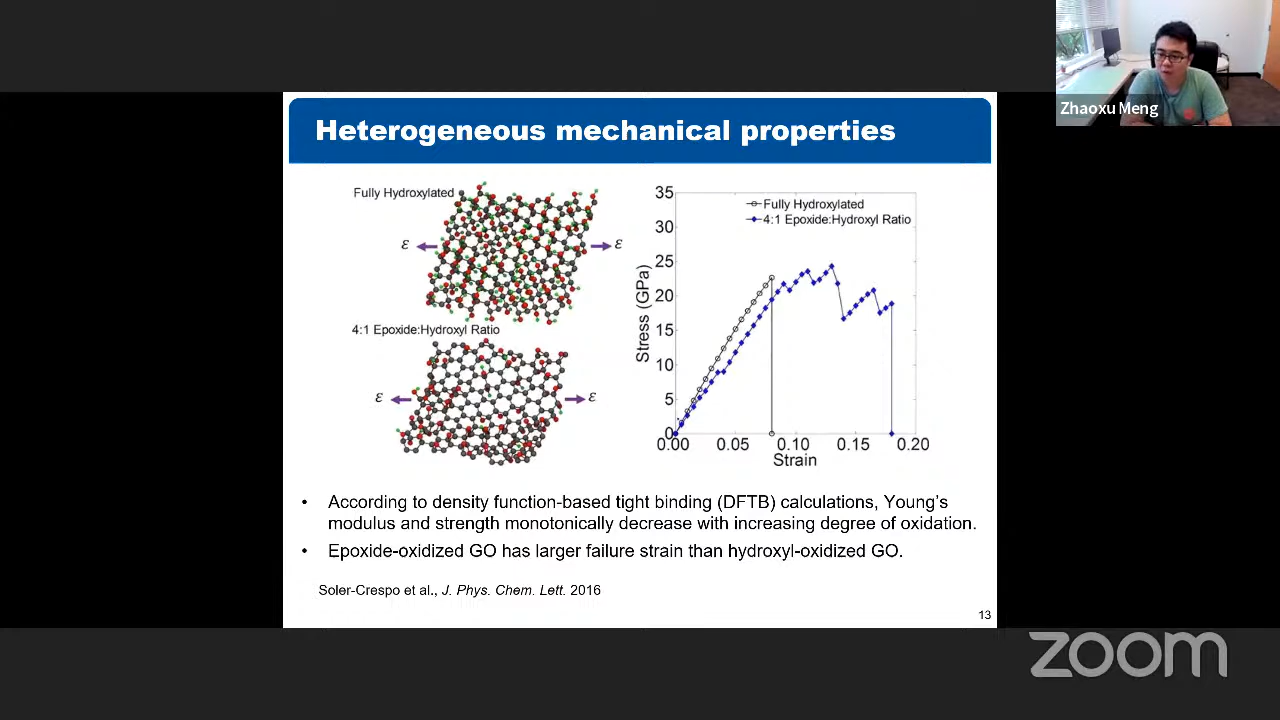 Zhaoxu Meng
Heterogeneous mechanical properties
Fully Hydroxylated
ε
ε
4:1 Epoxide:Hydroxyl Ratio
ε
ε
35
30
25
20
15
10
5
0
Stress (GPa)
Fully Hydroxylated
4:1 Epoxide:Hydroxyl Ratio
0.00
0.05
0.10
0.15
0.20
Strain
• According to density function-based tight binding (DFTB) calculations, Young's
modulus and strength monotonically decrease with increasing degree of oxidation.
• Epoxide-oxidized GO has larger failure strain than hydroxyl-oxidized GO.
Soler-Crespo et al., J. Phys. Chem. Lett. 2016
13
zoom